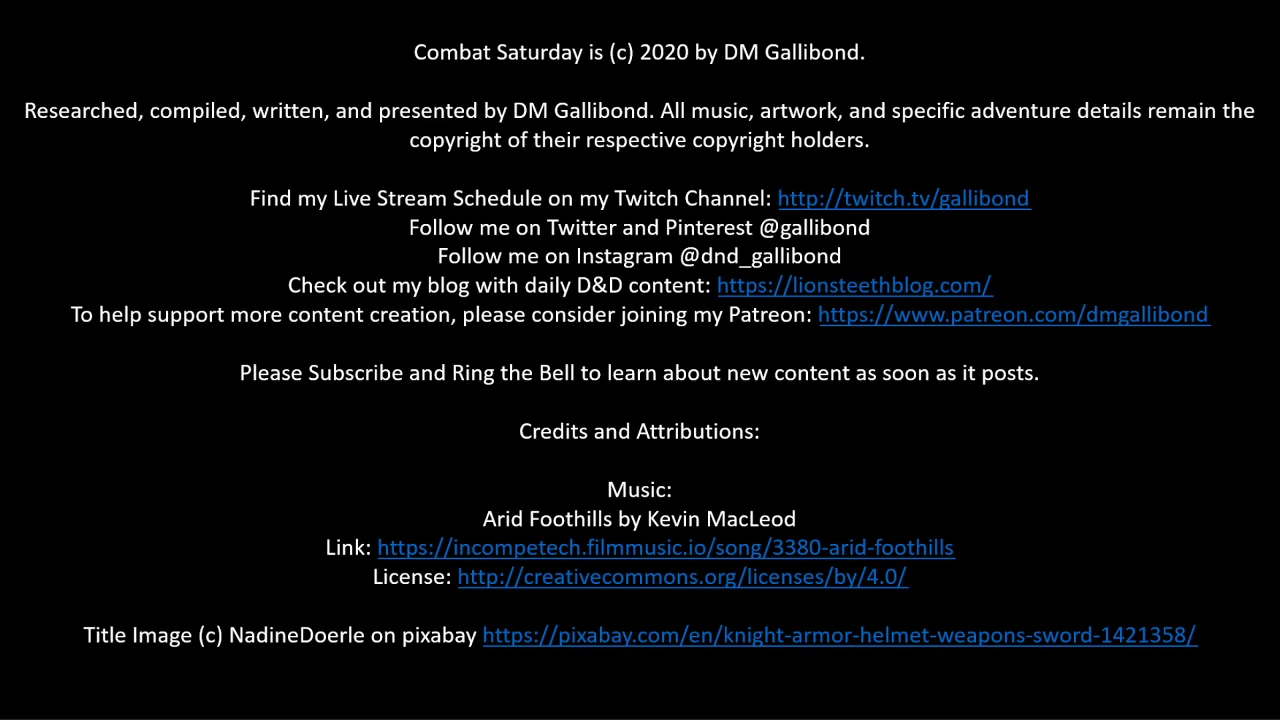 Combat Saturday is (c) 2020 by DM Gallibond.
Researched, compiled, written, and presented by DM Gallibond. All music, artwork, and specific adventure details remain the
copyright of their respective copyright holders.
Find my Live Stream Schedule on my Twitch Channel: http://twitch.tv/gallibond
Follow me on Twitter and Pinterest @gallibond
Follow me on Instagram @dnd_gallibond
Check out my blog with daily D&D content: https://lionsteethblog.com/
To help support more content creation, please consider joining my Patreon: https://www.patreon.com/dmgallibond
Please Subscribe and Ring the Bell to learn about new content as soon as it posts.
Credits and Attributions:
Music:
Arid Foothills by Kevin MacLeod
Link: https://incompetech.filmmusic.io/song/3380-arid-foothills
License: http://creativecommons.org/licenses/by/4.0/
Title Image (c) NadineDoerle on pixabay https://pixabay.com/en/knight-armor-helmet-weapons-sword-1421358/